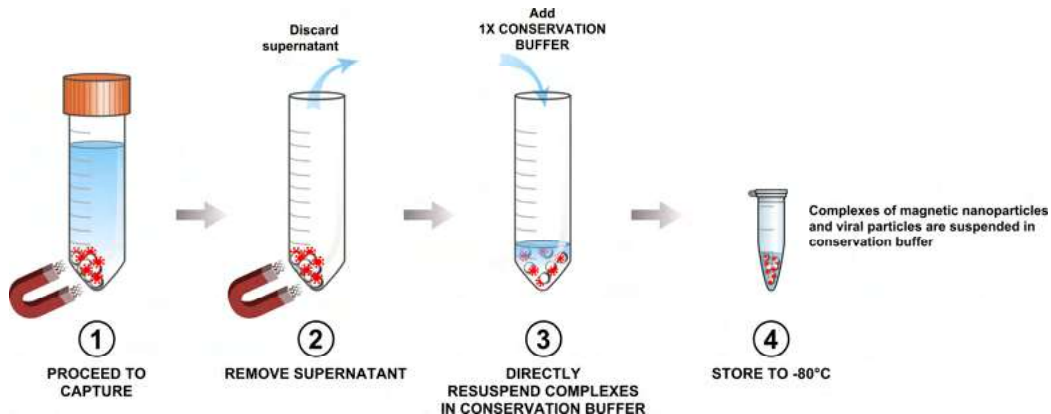 Discard
supernatant
Add
1X CONSERVATION
BUFFER
Complexes of magnetic nanoparticles
and viral particles are suspended in
conservation buffer
1
PROCEED TO
CAPTURE
2
REMOVE SUPERNATANT
3
DIRECTLY
RESUSPEND COMPLEXES
IN CONSERVATION BUFFER
4
STORE TO -80°C